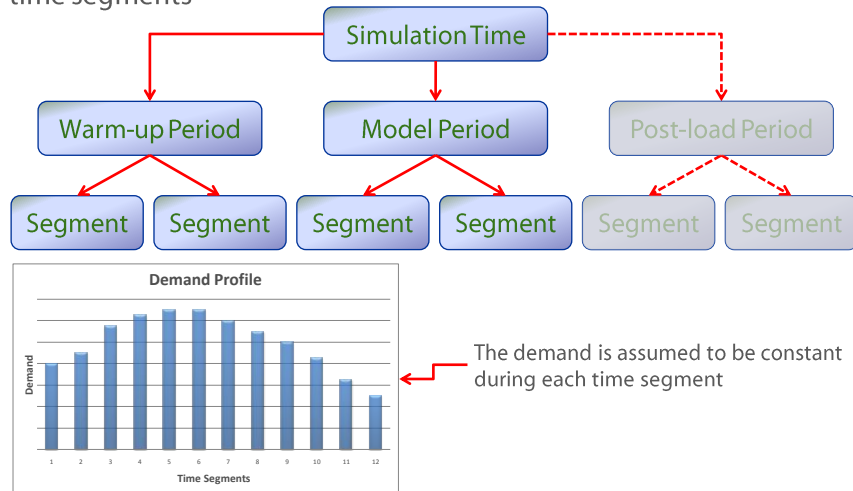 time segments
Simulation Time
Warm-up Period
Model Period
Post-load Period
Segment
Segment
Segment
Segment
Segment
Segment
Demand Profile
Demand
1 2 3 4 5 6 7 8 9 10 11 12
Time Segments
The demand is assumed to be constant
during each time segment